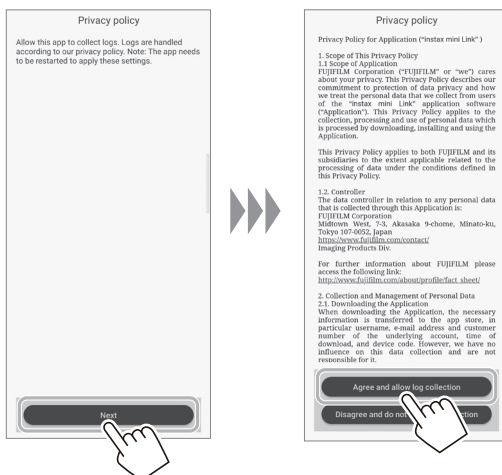 Privacy policy
Allow this app to collect logs. Logs are handled
according to our privacy policy. Note: The app needs
to be restarted to apply these settings.
Next
Privacy policy
Privacy Policy for Application ("instax mini Link" )
1. Scope of This Privacy Policy
1.1 Scope of Application
FUJIFILM Corporation ("FUJIFILM" or "we") cares
about your privacy. This Privacy Policy describes our
commitment to protection of data privacy and how
we treat the personal data that we collect from users
of the "instax mini Link" application software
("Application"). This Privacy Policy applies to the
collection, processing and use of personal data which
is processed by downloading, installing and using the
Application.
This Privacy Policy applies to both FUJIFILM and its
subsidiaries to the extent applicable related to the
processing of data under the conditions defined in
this Privacy Policy.
1.2. Controller
The data controller in relation to any personal data
that is collected through this Application is:
FUJIFILM Corporation
Midtown West, 7-3, Akasaka 9-chome, Minato-ku,
Tokyo 107-0052, Japan
https://www.fujifilm.com/contact/
Imaging Products Div.
For further information about FUJIFILM please
access the following link:
http://www.fujifilm.com/about/profile/fact_sheet/
2. Collection and Management of Personal Data
2.1. Downloading the Application
When downloading the Application, the necessary
information is transferred to the app store, in
particular username, e-mail address and customer
number of the underlying account, time of
download, and device code. However, we have no
influence on this data collection and are not
responsible for it.
Agree and allow log collection
Disagree and do not